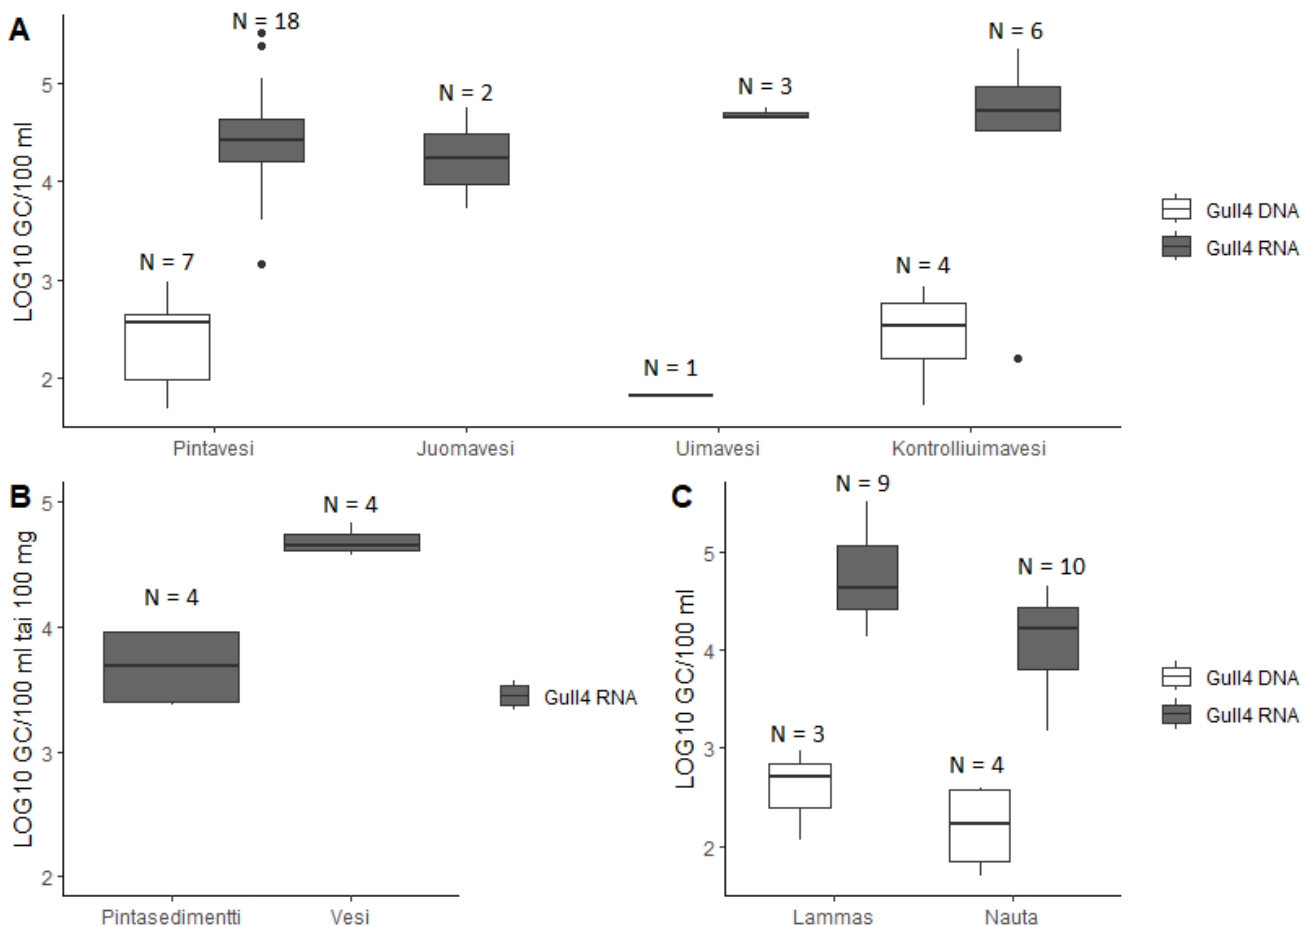 A
LOG10 GC/100 ml
5
4
3
2
N = 18
N = 7
N = 2
N = 3
N = 1
N = 6
N = 4
Pintavesi
Juomavesi
Uimavesi
Kontrolliuimavesi
Gull4 DNA
Gull4 RNA
B
LOG10 GC/100 ml tai 100 mg
5
4
3
2
N = 4
N = 4
Pintasedimentti
Vesi
Gull4 RNA
C
LOG10 GC/100 ml
5
4
3
2
N = 9
N = 3
N = 10
N = 4
Lammas
Nauta
Gull4 DNA
Gull4 RNA